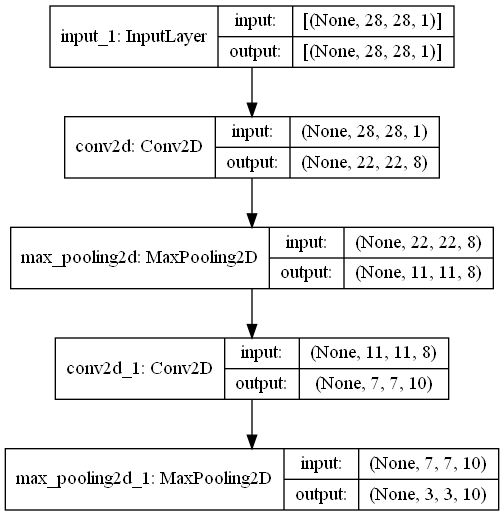 input_1: InputLayer
input:
[(None, 28, 28, 1)]
output:
[(None, 28, 28, 1)]
conv2d: Conv2D
input:
(None, 28, 28, 1)
output:
(None, 22, 22, 8)
max_pooling2d: MaxPooling2D
input:
(None, 22, 22, 8)
output:
(None, 11, 11, 8)
conv2d_1: Conv2D
input:
(None, 11, 11, 8)
output:
(None, 7, 7, 10)
max_pooling2d_1: MaxPooling2D
input:
(None, 7, 7, 10)
output:
(None, 3, 3, 10)